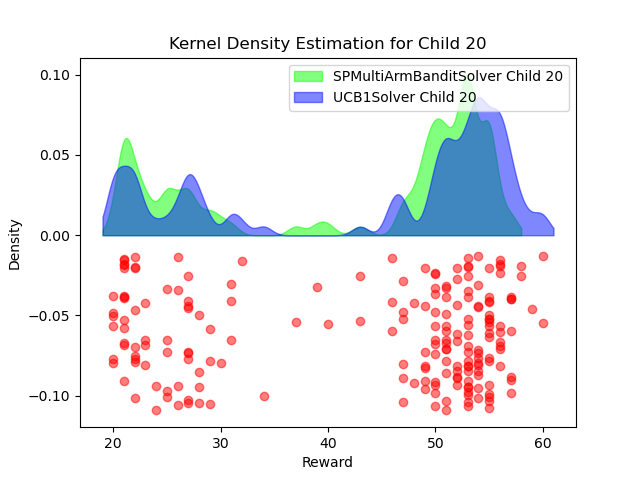 Kernel Density Estimation for Child 20
SPMultiArmBanditSolver Child 20
UCB1Solver Child 20
0.10
0.05
0.00
−0.05
−0.10
Density
20 30 40 50 60
Reward